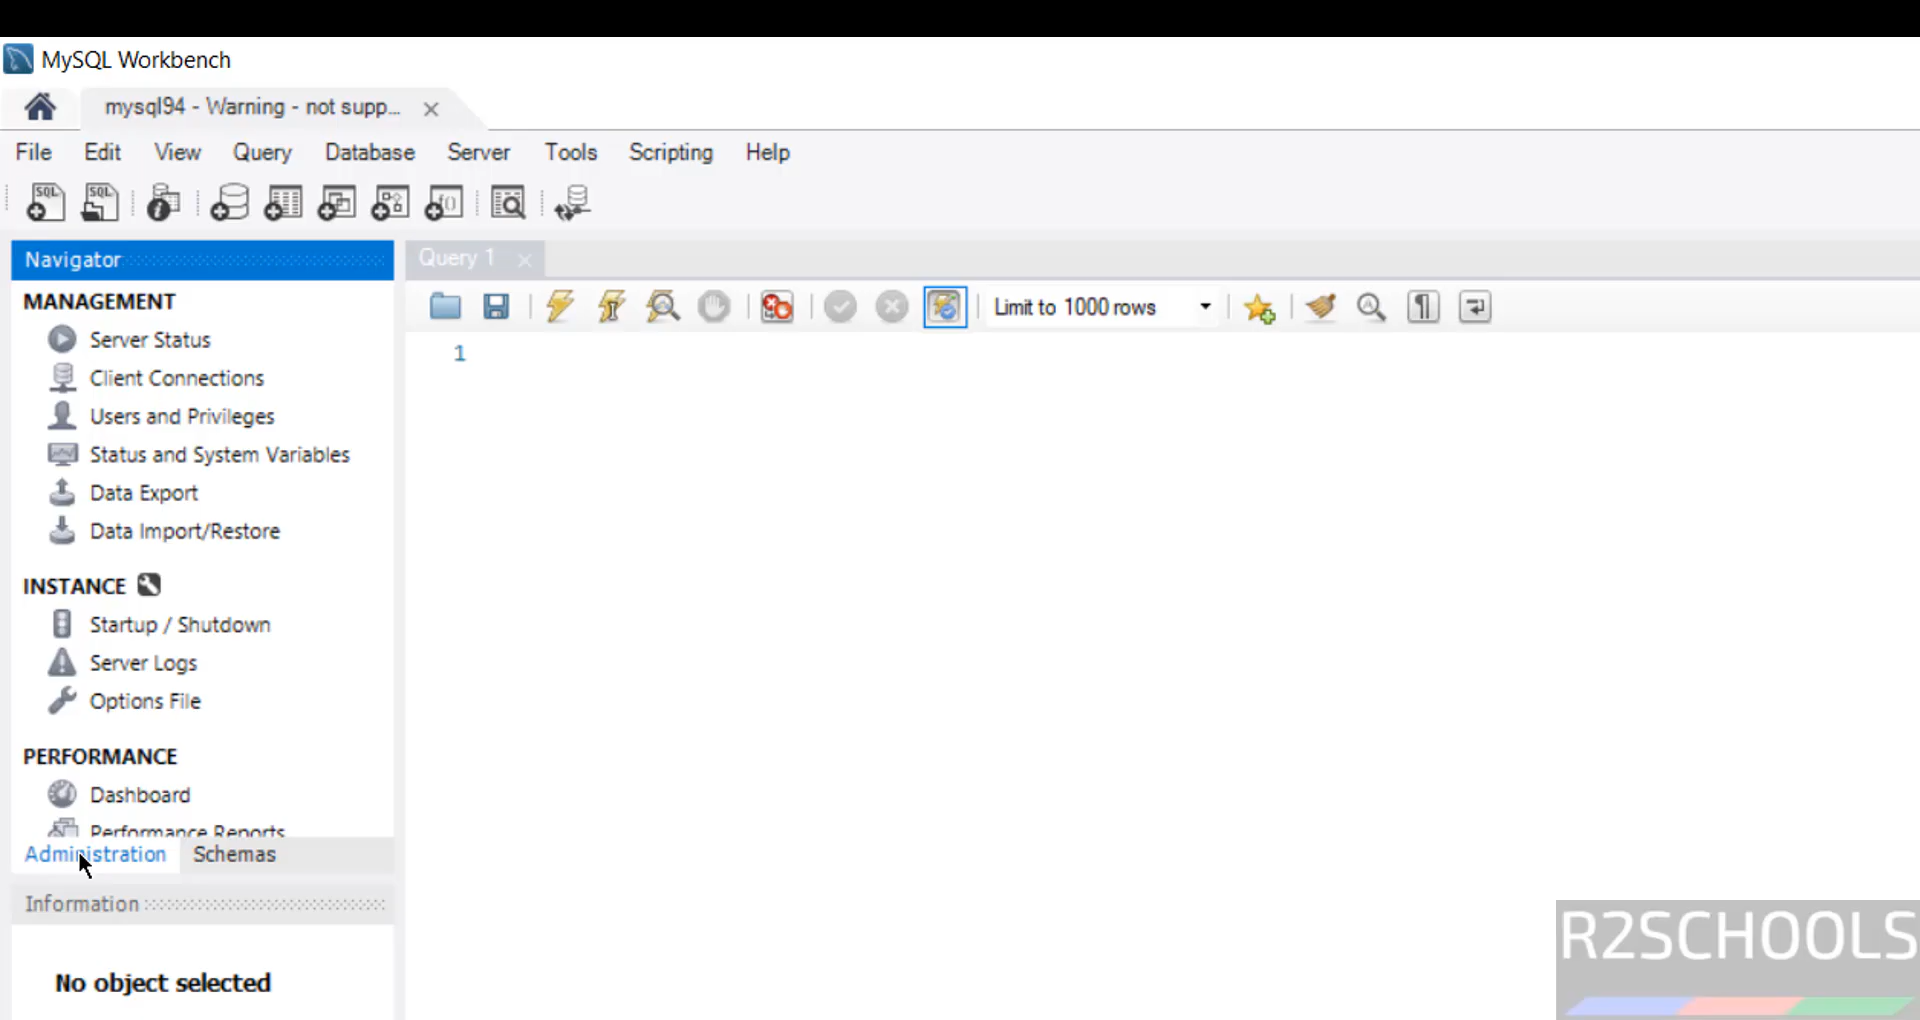 MySQL Workbench
mysql94 - Warning - not supp...
File Edit View Query Database Server Tools Scripting Help
SQL SQL
Navigator
Query 1
MANAGEMENT
Limit to 1000 rows
Server Status
1
Client Connections
Users and Privileges
Status and System Variables
Data Export
Data Import/Restore
INSTANCE
Startup / Shutdown
Server Logs
Options File
PERFORMANCE
Dashboard
Performance Reports
Administration Schemas
Information
No object selected
R2SCHOOLS